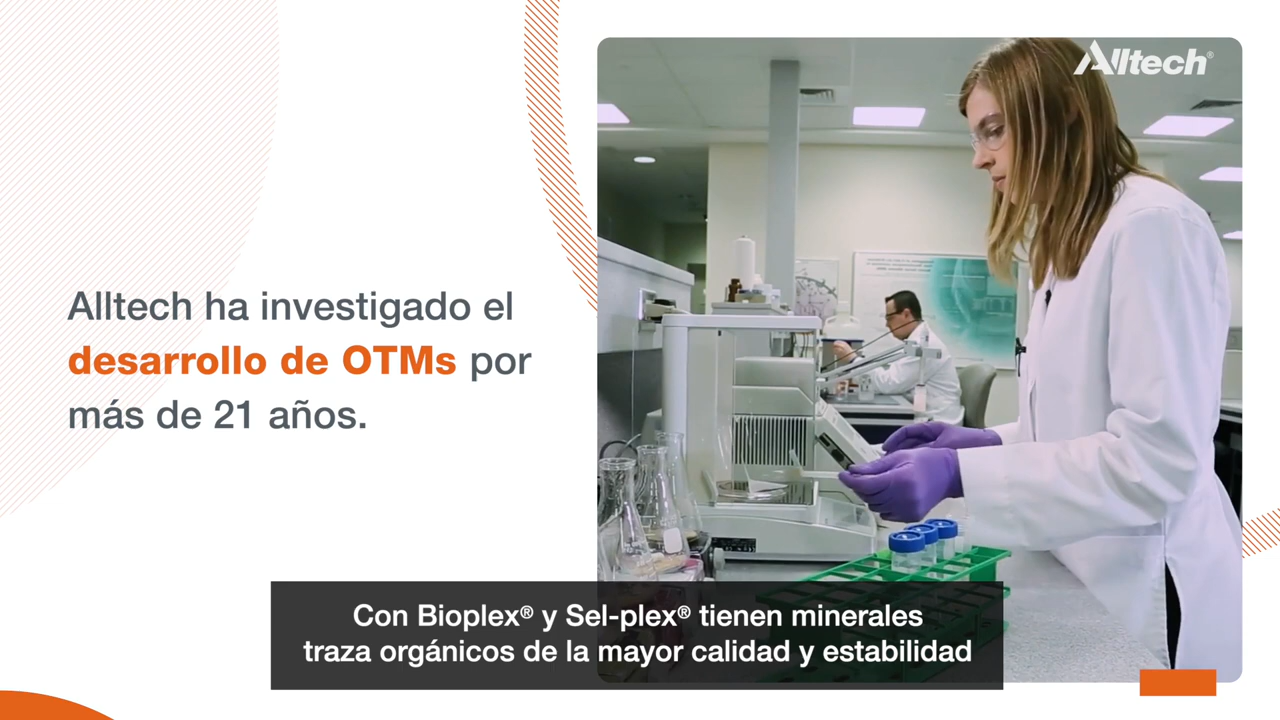 Alltech®
Alltech ha investigado el
desarrollo de OTMs por
más de 21 años.
Con Bioplex® y Sel-plex® tienen minerales
traza orgánicos de la mayor calidad y estabilidad